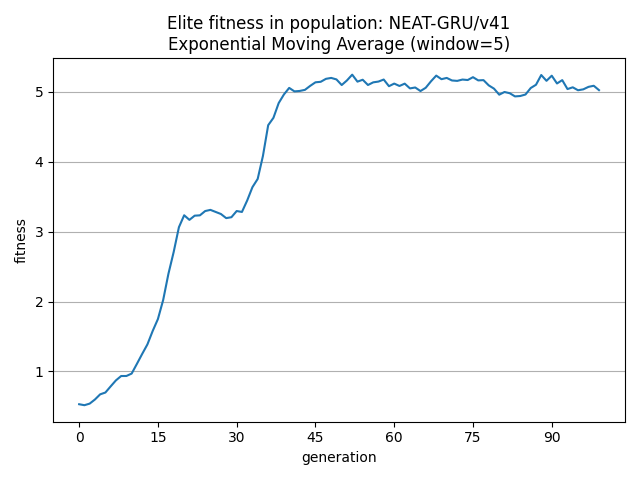 Elite fitness in population: NEAT-GRU/v41
Exponential Moving Average (window=5)
fitness
5
4
3
2
1
0 15 30 45 60 75 90
generation